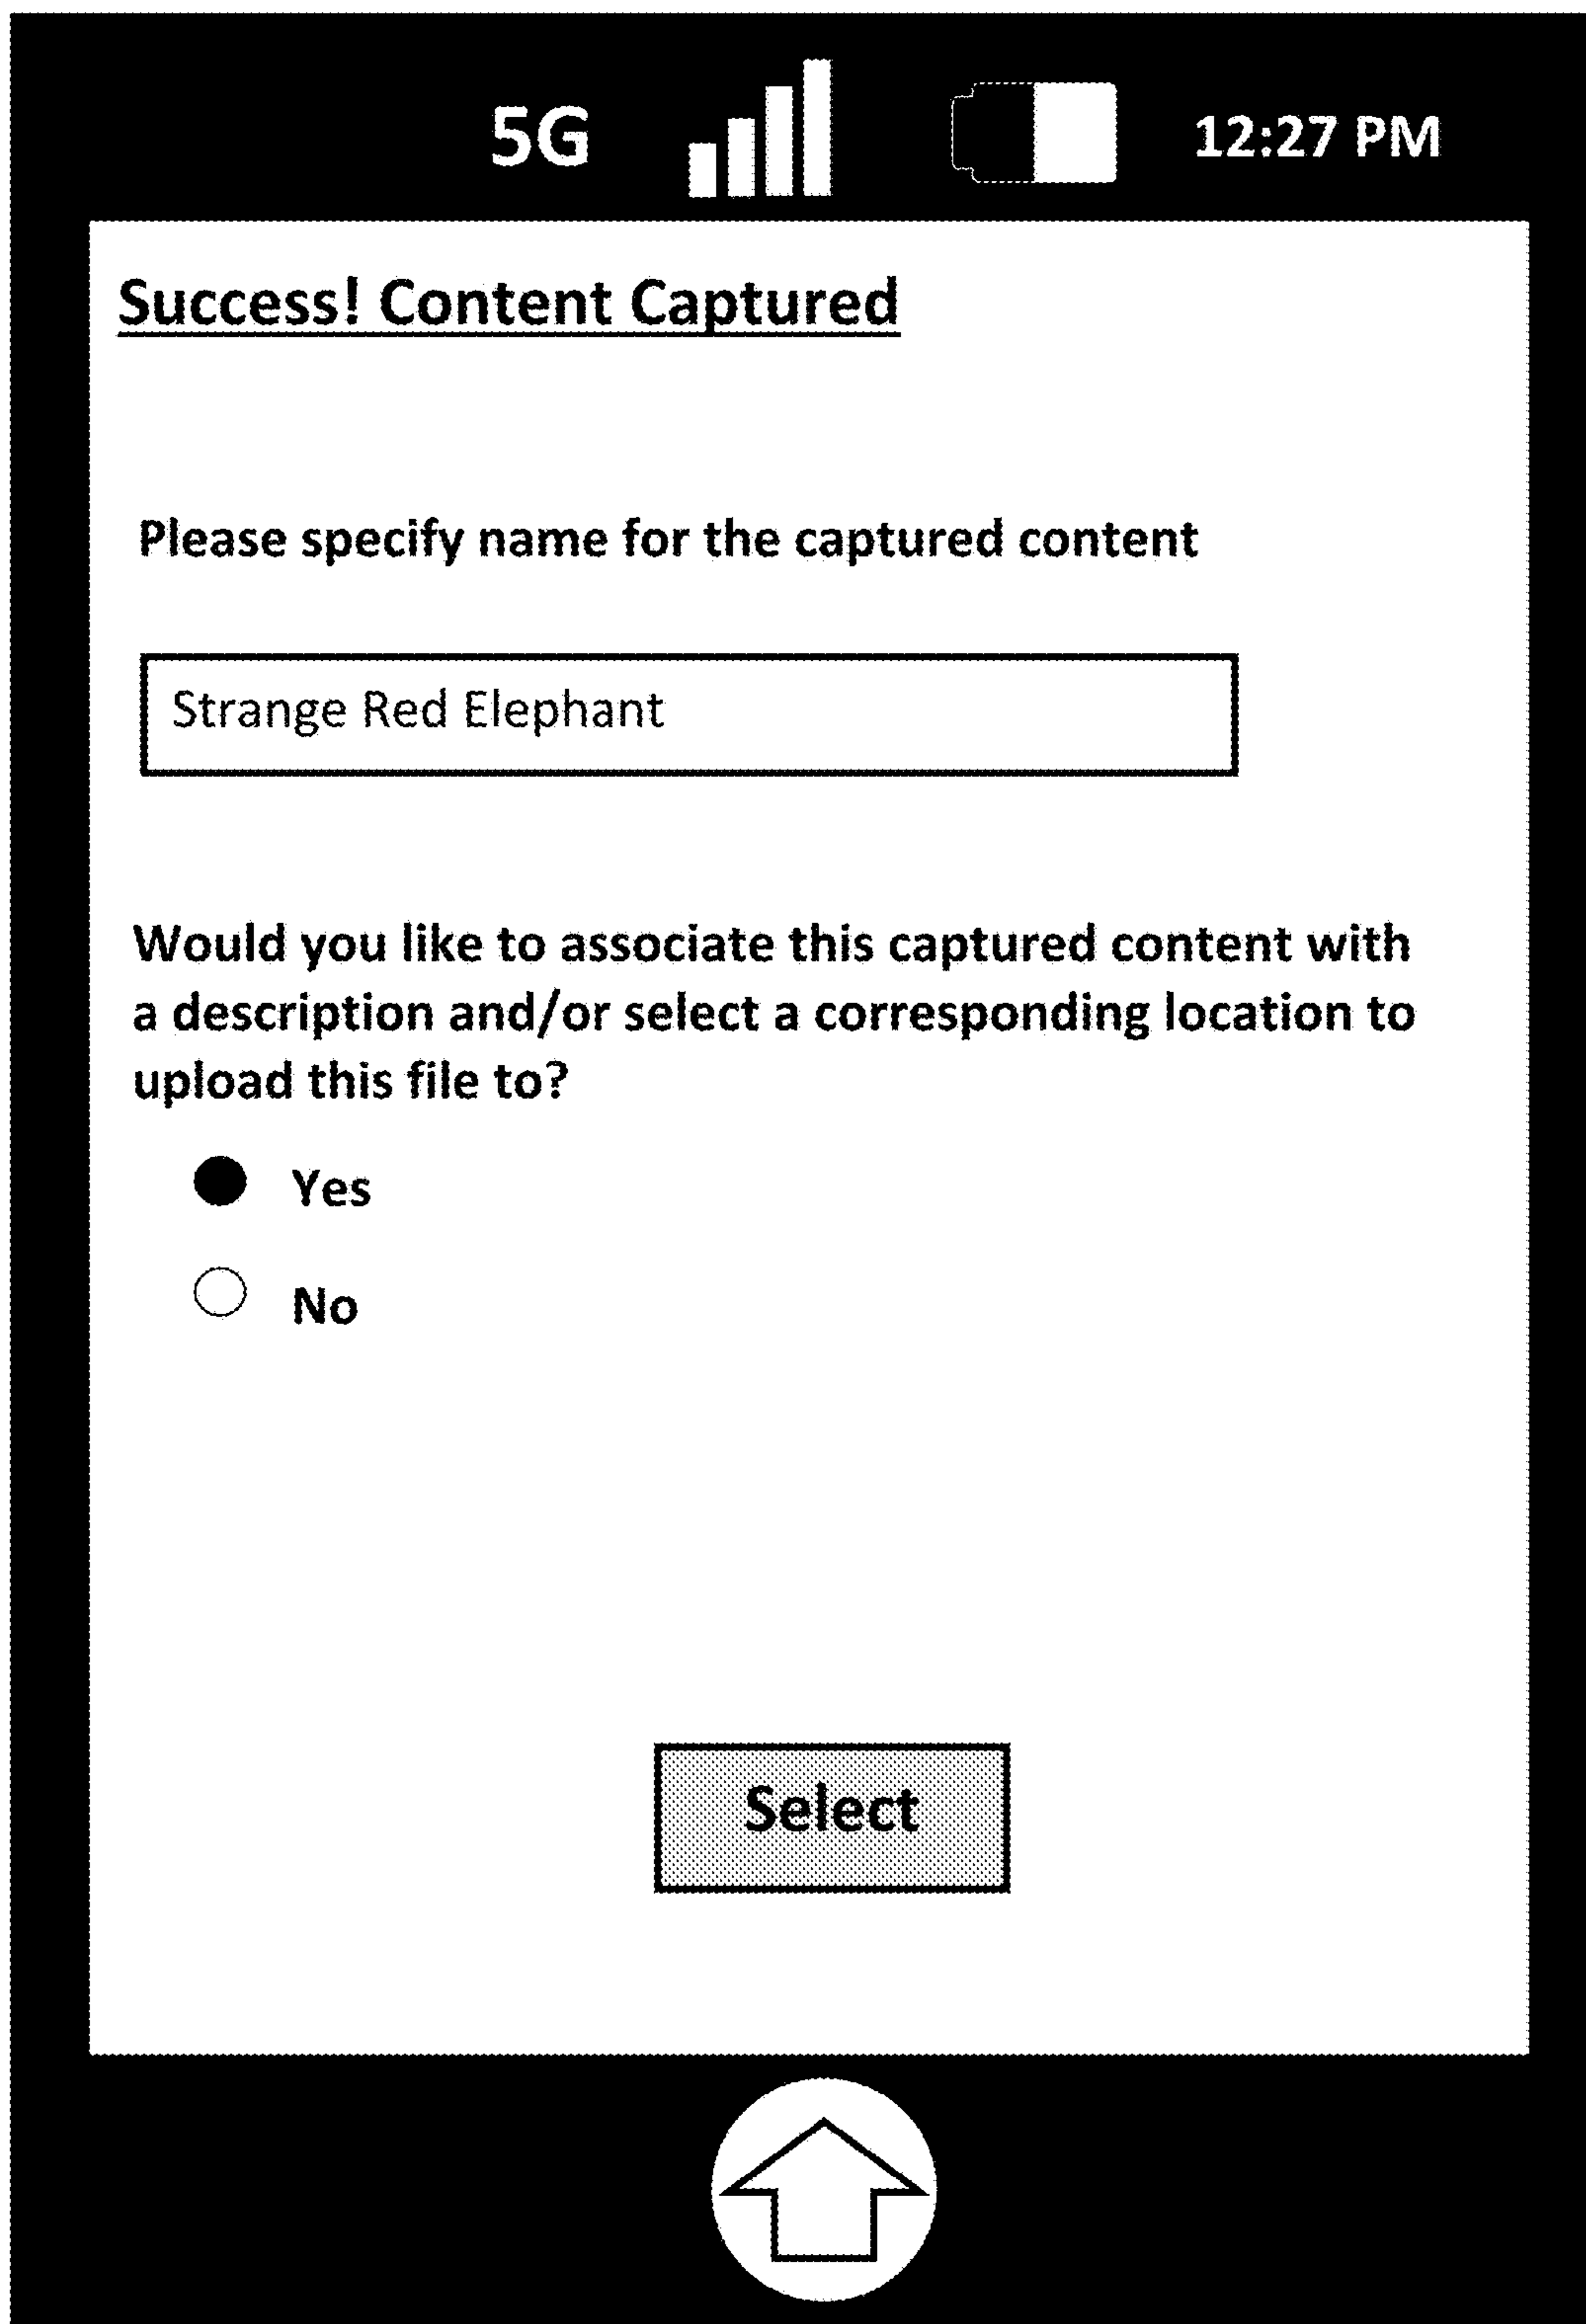 5G 12:27 PM
Success! Content Captured
Please specify name for the captured content
Strange Red Elephant
Would you like to associate this captured content with
a description and/or select a corresponding location to
upload this file to?
Yes
No
Select